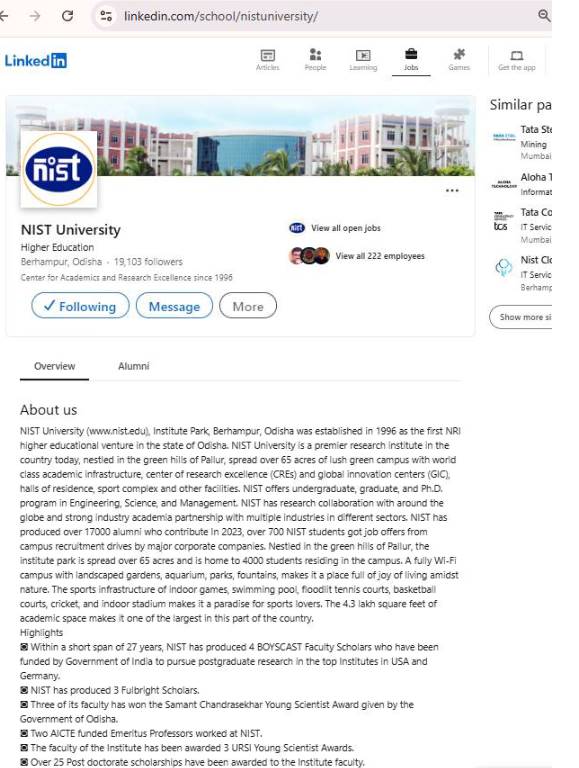 linkedin.com/school/nistuniversity/
Linked in
Articles
People
Learning
Jobs
Games
Get the app
nist
NIST University
Higher Education
Berhampur, Odisha · 19,103 followers
Center for Academics and Research Excellence since 1996
✓ Following
Message
More
View all open jobs
View all 222 employees
Similar pa
Tata Ste
Mining
Mumbai
Aloha T
Informat
Tata Co
IT Servic
Mumbai
Nist Clo
IT Servic
Berhamp
Show more si
Overview
Alumni
About us
NIST University (www.nist.edu), Institute Park, Berhampur, Odisha was established in 1996 as the first NRI
higher educational venture in the state of Odisha. NIST University is a premier research institute in the
country today, nestled in the green hills of Pallur, spread over 65 acres of lush green campus with world
class academic infrastructure, center of research excellence (CREs) and global innovation centers (GIC),
halls of residence, sport complex and other facilities. NIST offers undergraduate, graduate, and Ph.D.
program in Engineering, Science, and Management. NIST has research collaboration with around the
globe and strong industry academia partnership with multiple industries in different sectors. NIST has
produced over 17000 alumni who contribute In 2023, over 700 NIST students got job offers from
campus recruitment drives by major corporate companies. Nestled in the green hills of Pallur, the
institute park is spread over 65 acres and is home to 4000 students residing in the campus. A fully Wi-Fi
campus with landscaped gardens, aquarium, parks, fountains, makes it a place full of joy of living amidst
nature. The sports infrastructure of indoor games, swimming pool, floodlit tennis courts, basketball
courts, cricket, and indoor stadium makes it a paradise for sports lovers. The 4.3 lakh square feet of
academic space makes it one of the largest in this part of the country.
Highlights
◙ Within a short span of 27 years, NIST has produced 4 BOYSCAST Faculty Scholars who have been
funded by Government of India to pursue postgraduate research in the top Institutes in USA and
Germany.
◙ NIST has produced 3 Fulbright Scholars.
◙ Three of its faculty has won the Samant Chandrasekhar Young Scientist Award given by the
Government of Odisha.
◙ Two AICTE funded Emeritus Professors worked at NIST.
◙ The faculty of the Institute has been awarded 3 URSI Young Scientist Awards.
◙ Over 25 Post doctorate scholarships have been awarded to the Institute faculty.